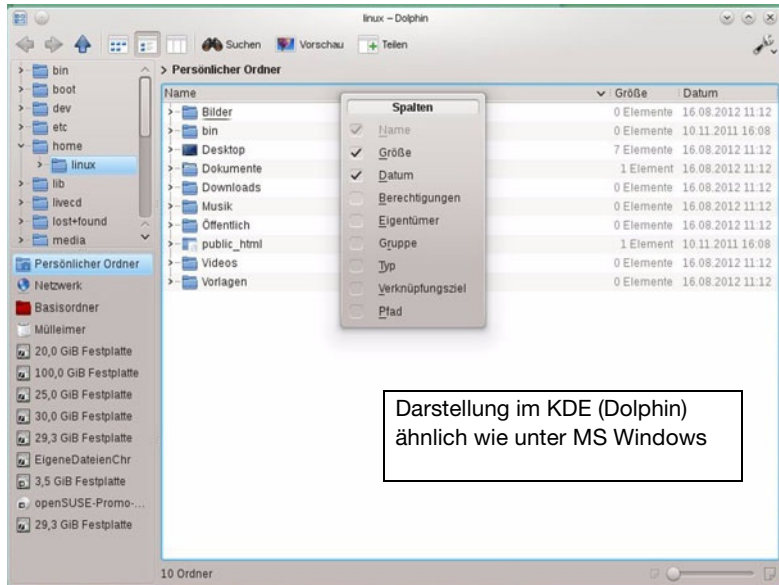 linux – Dolphin
Suchen Vorschau Teilen
bin
boot
dev
etc
home
linux
lib
livecd
lost+found
media
Persönlicher Ordner
Netzwerk
Basisordner
Mülleimer
20,0 GiB Festplatte
100,0 GiB Festplatte
25,0 GiB Festplatte
30,0 GiB Festplatte
29,3 GiB Festplatte
EigeneDateienChr
3,5 GiB Festplatte
openSUSE-Promo-...
29,3 GiB Festplatte
> Persönlicher Ordner
Name Größe Datum
Bilder 0 Elemente 16.08.2012 11:12
bin 0 Elemente 10.11.2011 16:08
Desktop 7 Elemente 16.08.2012 11:12
Dokumente 1 Element 16.08.2012 11:12
Downloads 0 Elemente 16.08.2012 11:12
Musik 0 Elemente 16.08.2012 11:12
Öffentlich 0 Elemente 16.08.2012 11:12
public_html 1 Element 10.11.2011 16:08
Videos 0 Elemente 16.08.2012 11:12
Vorlagen 0 Elemente 16.08.2012 11:12
Spalten
Name
Größe
Datum
Berechtigungen
Eigentümer
Gruppe
Typ
Verknüpfungsziel
Pfad
Darstellung im KDE (Dolphin)
ähnlich wie unter MS Windows
10 Ordner